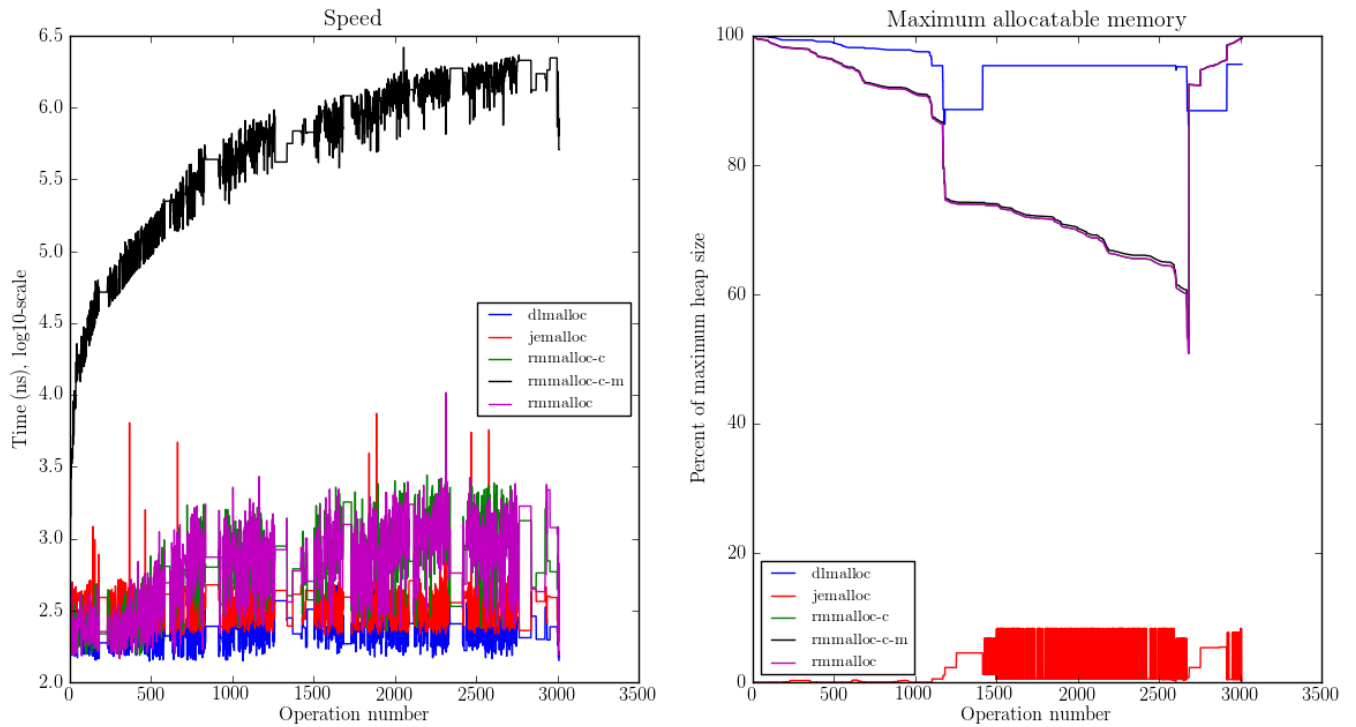 Speed
6.5
6.0
5.5
5.0
4.5
4.0
3.5
3.0
2.5
2.0
Time (ns), log10-scale
dlmalloc
jemalloc
rmmalloc-c
rmmalloc-c-m
rmmalloc
0 500 1000 1500 2000 2500 3000 3500
Operation number
Maximum allocatable memory
100
80
60
40
20
0
Percent of maximum heap size
dlmalloc
jemalloc
rmmalloc-c
rmmalloc-c-m
rmmalloc
0 500 1000 1500 2000 2500 3000 3500
Operation number